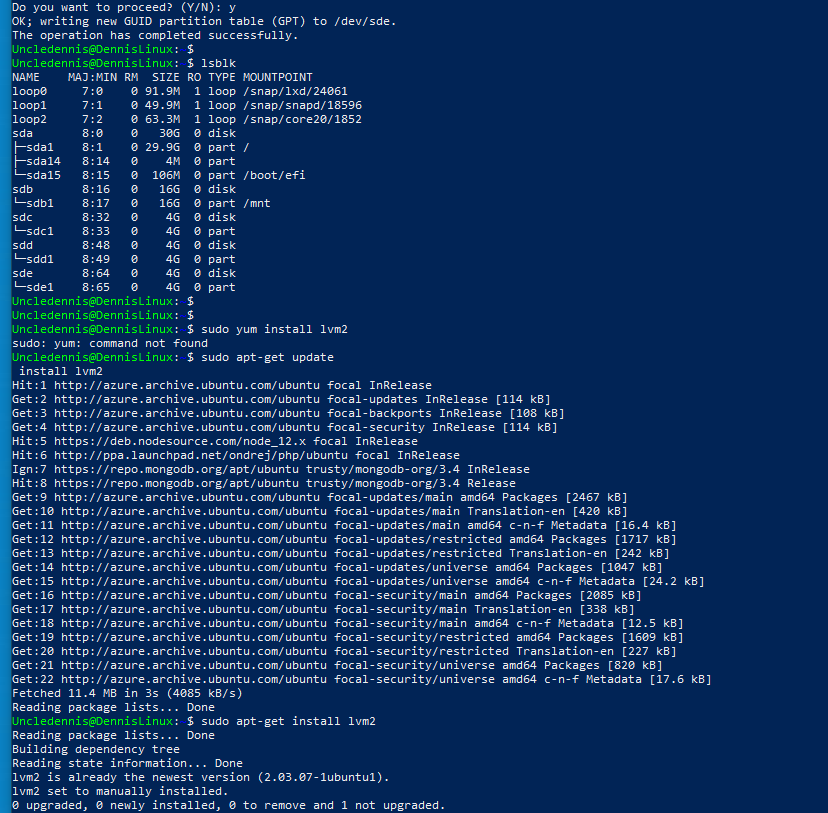 Do you want to proceed? (Y/N): y
OK; writing new GUID partition table (GPT) to /dev/sde.
The operation has completed successfully.
Uncledennis@DennisLinux: $
Uncledennis@DennisLinux: $ lsblk
NAME    MAJ:MIN RM  SIZE RO TYPE MOUNTPOINT
loop0     7:0    0 91.9M  1 loop /snap/lxd/24061
loop1     7:1    0 49.9M  1 loop /snap/snapd/18596
loop2     7:2    0 63.3M  1 loop /snap/core20/1852
sda       8:0    0   30G  0 disk
├─sda1    8:1    0 29.9G  0 part /
├─sda14   8:14   0    4M  0 part
└─sda15   8:15   0  106M  0 part /boot/efi
sdb       8:16   0   16G  0 disk
└─sdb1    8:17   0   16G  0 part /mnt
sdc       8:32   0    4G  0 disk
└─sdc1    8:33   0    4G  0 part
sdd       8:48   0    4G  0 disk
└─sdd1    8:49   0    4G  0 part
sde       8:64   0    4G  0 disk
└─sde1    8:65   0    4G  0 part
Uncledennis@DennisLinux: $
Uncledennis@DennisLinux: $
Uncledennis@DennisLinux: $ sudo yum install lvm2
sudo: yum: command not found
Uncledennis@DennisLinux: $ sudo apt-get update
 install lvm2
Hit:1 http://azure.archive.ubuntu.com/ubuntu focal InRelease
Get:2 http://azure.archive.ubuntu.com/ubuntu focal-updates InRelease [114 kB]
Get:3 http://azure.archive.ubuntu.com/ubuntu focal-backports InRelease [108 kB]
Get:4 http://azure.archive.ubuntu.com/ubuntu focal-security InRelease [114 kB]
Hit:5 https://deb.nodesource.com/node_12.x focal InRelease
Hit:6 http://ppa.launchpad.net/ondrej/php/ubuntu focal InRelease
Ign:7 https://repo.mongodb.org/apt/ubuntu trusty/mongodb-org/3.4 InRelease
Hit:8 https://repo.mongodb.org/apt/ubuntu trusty/mongodb-org/3.4 Release
Get:9 http://azure.archive.ubuntu.com/ubuntu focal-updates/main amd64 Packages [2467 kB]
Get:10 http://azure.archive.ubuntu.com/ubuntu focal-updates/main Translation-en [420 kB]
Get:11 http://azure.archive.ubuntu.com/ubuntu focal-updates/main amd64 c-n-f Metadata [16.4 kB]
Get:12 http://azure.archive.ubuntu.com/ubuntu focal-updates/restricted amd64 Packages [1717 kB]
Get:13 http://azure.archive.ubuntu.com/ubuntu focal-updates/restricted Translation-en [242 kB]
Get:14 http://azure.archive.ubuntu.com/ubuntu focal-updates/universe amd64 Packages [1047 kB]
Get:15 http://azure.archive.ubuntu.com/ubuntu focal-updates/universe amd64 c-n-f Metadata [24.2 kB]
Get:16 http://azure.archive.ubuntu.com/ubuntu focal-security/main amd64 Packages [2085 kB]
Get:17 http://azure.archive.ubuntu.com/ubuntu focal-security/main Translation-en [338 kB]
Get:18 http://azure.archive.ubuntu.com/ubuntu focal-security/main amd64 c-n-f Metadata [12.5 kB]
Get:19 http://azure.archive.ubuntu.com/ubuntu focal-security/restricted amd64 Packages [1609 kB]
Get:20 http://azure.archive.ubuntu.com/ubuntu focal-security/restricted Translation-en [227 kB]
Get:21 http://azure.archive.ubuntu.com/ubuntu focal-security/universe amd64 Packages [820 kB]
Get:22 http://azure.archive.ubuntu.com/ubuntu focal-security/universe amd64 c-n-f Metadata [17.6 kB]
Fetched 11.4 MB in 3s (4085 kB/s)
Reading package lists... Done
Uncledennis@DennisLinux: $ sudo apt-get install lvm2
Reading package lists... Done
Building dependency tree
Reading state information... Done
lvm2 is already the newest version (2.03.07-1ubuntu1).
lvm2 set to manually installed.
0 upgraded, 0 newly installed, 0 to remove and 1 not upgraded.